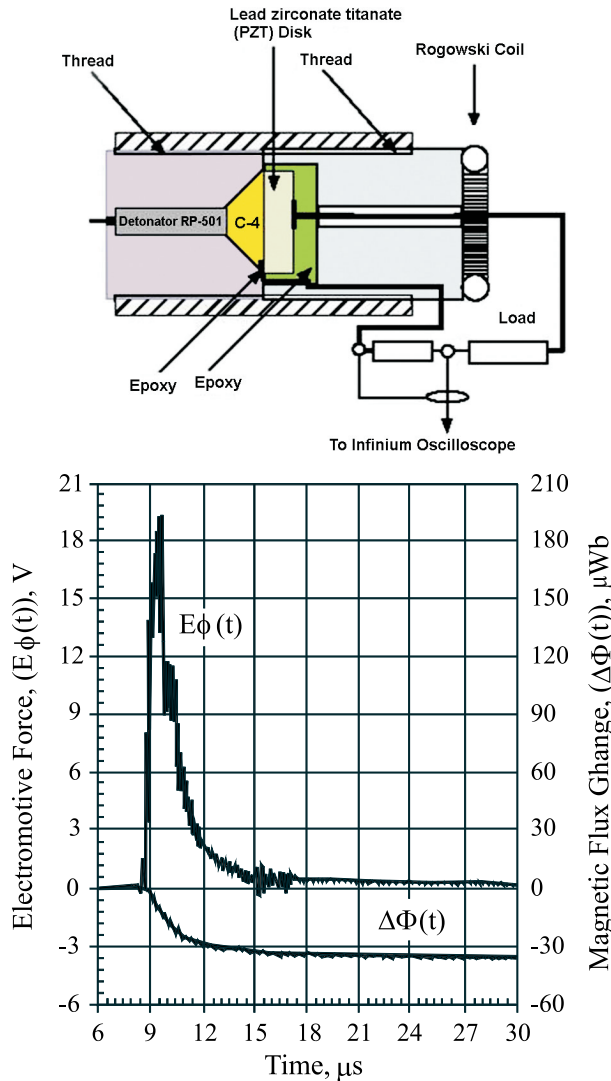 Lead zirconate titanate
(PZT) Disk
Thread
Thread
Rogowski Coil
Detonator RP-501
C-4
Load
Epoxy
Epoxy
To Infinium Oscilloscope
Electromotive Force, (Eϕ(t)), V
Magnetic Flux Ghange, (ΔΦ(t)), μWb
21
210
18
180
15
150
Eϕ (t)
12
120
9
90
6
60
3
30
0
0
ΔΦ(t)
-3
-30
-6
-60
6 9 12 15 18 21 24 27 30
Time, μs